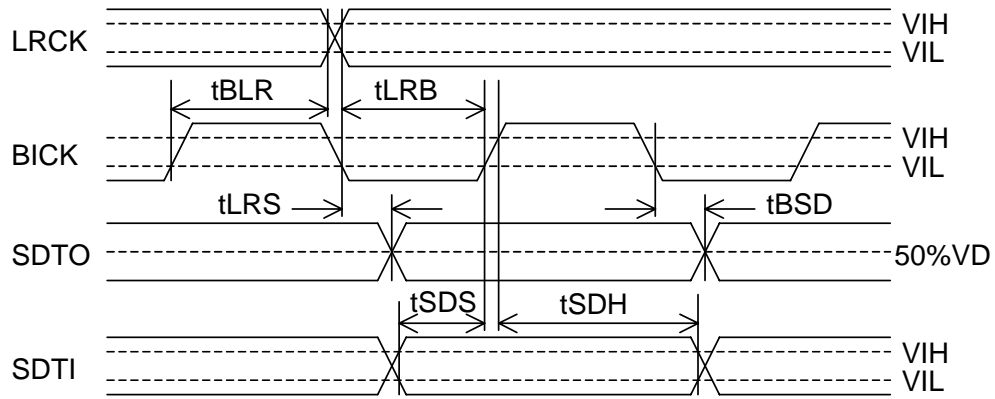 LRCK
VIH
VIL
tBLR
tLRB
BICK
VIH
VIL
tLRS
tBSD
SDTO
50%VD
tSDS
tSDH
SDTI
VIH
VIL